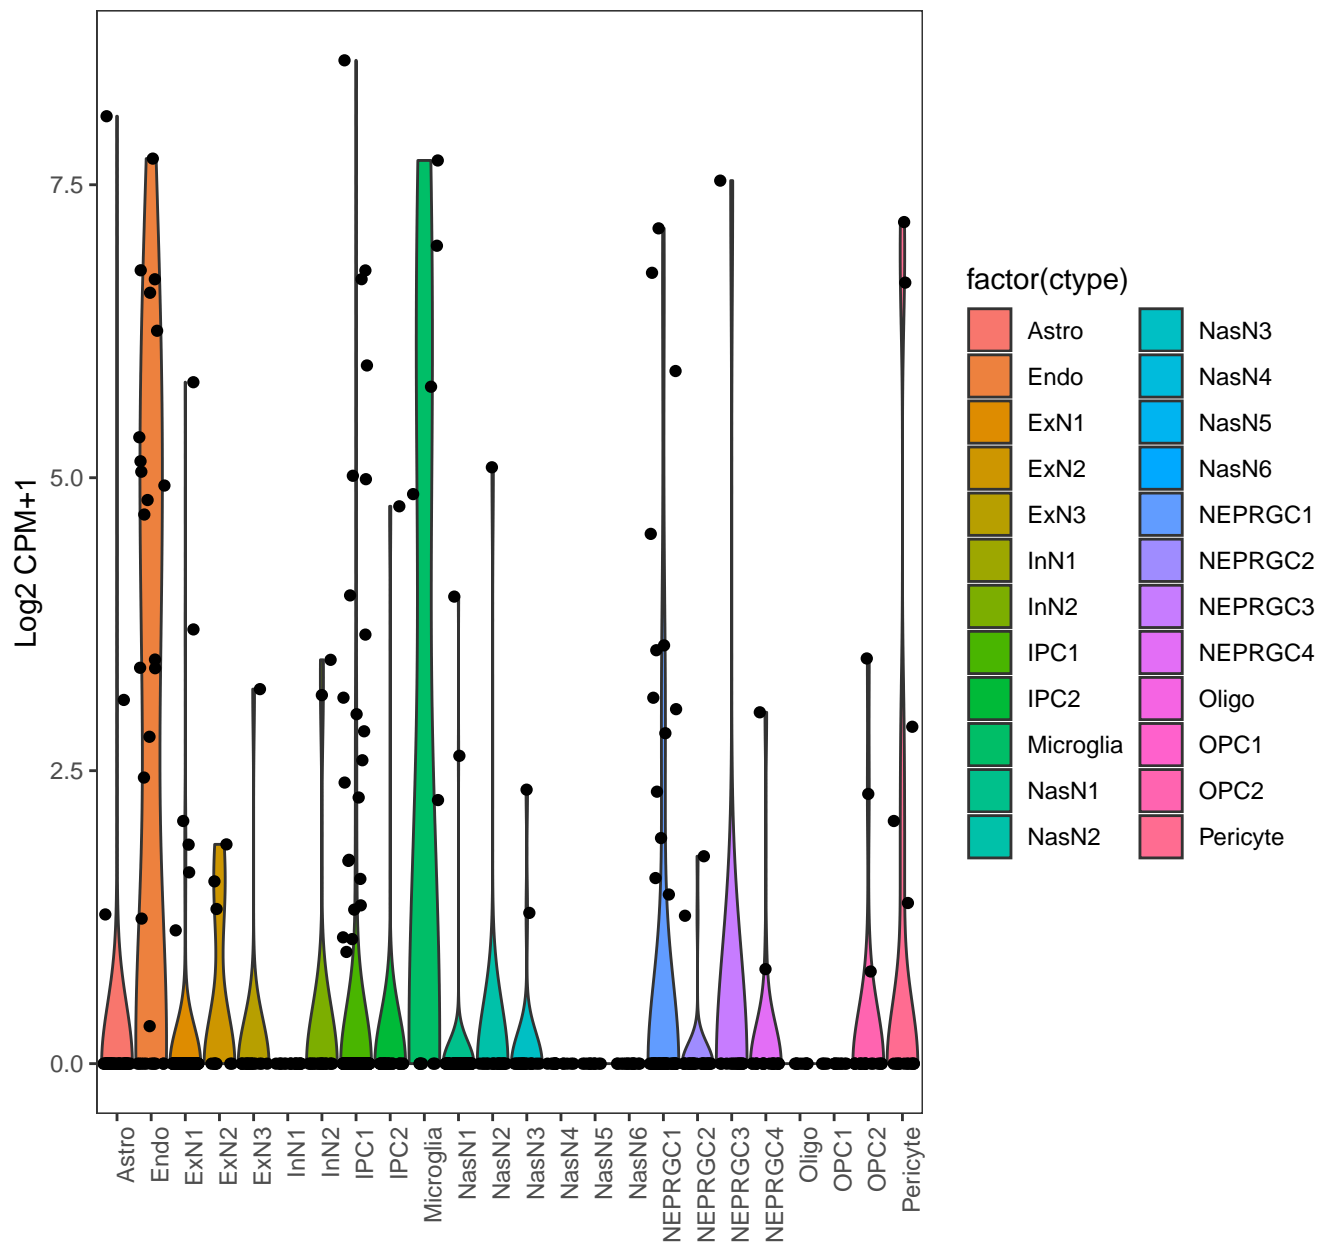 Log2 CPM+1
7.5
5.0
2.5
0.0
Astro
Endo
ExN1
ExN2
ExN3
InN1
InN2
IPC1
IPC2
Microglia
NasN1
NasN2
NasN3
NasN4
NasN5
NasN6
NEPRGC1
NEPRGC2
NEPRGC3
NEPRGC4
Oligo
OPC1
OPC2
Pericyte
factor(ctype)
Astro
Endo
ExN1
ExN2
ExN3
InN1
InN2
IPC1
IPC2
Microglia
NasN1
NasN2
NasN3
NasN4
NasN5
NasN6
NEPRGC1
NEPRGC2
NEPRGC3
NEPRGC4
Oligo
OPC1
OPC2
Pericyte